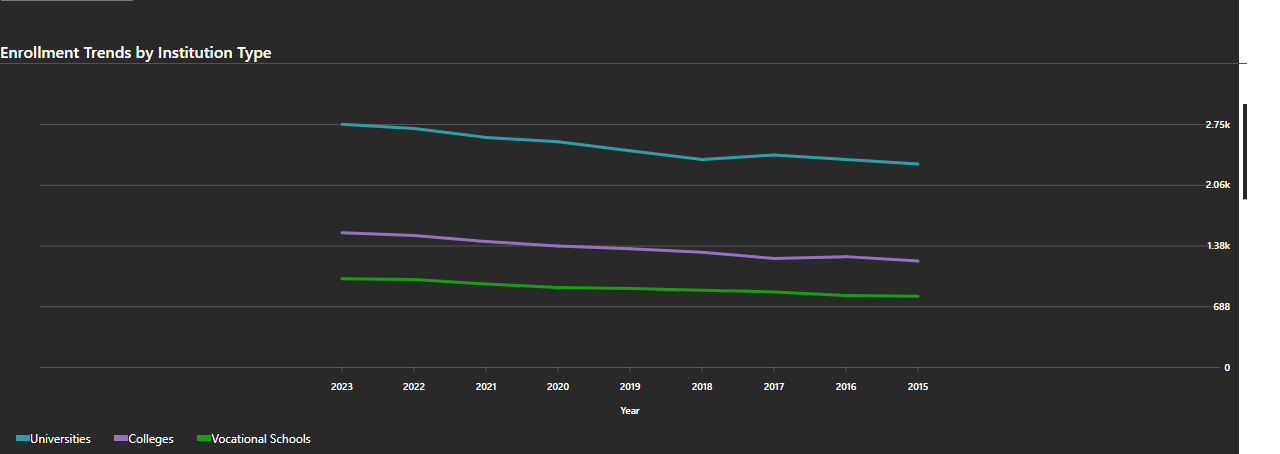 Enrollment Trends by Institution Type
2.75k
2.06k
1.38k
688
0
2023 2022 2021 2020 2019 2018 2017 2016 2015
Year
Universities Colleges Vocational Schools